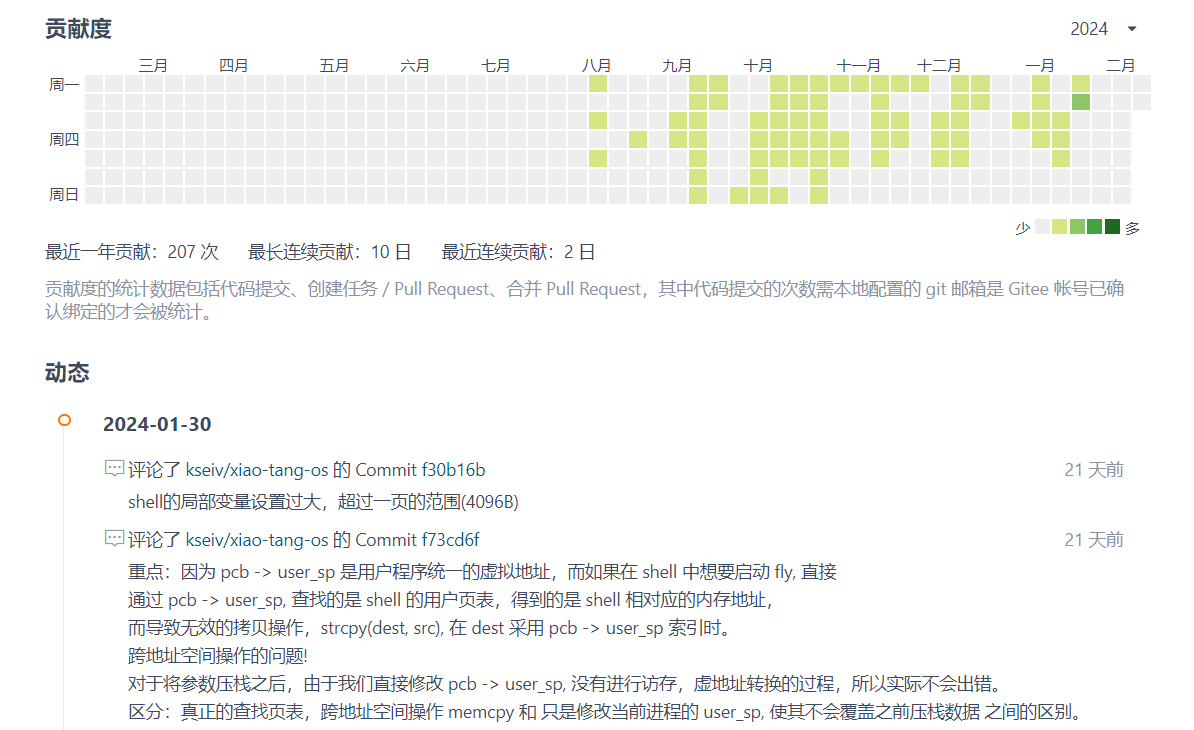 贡献度
2024
三月 四月 五月 六月 七月 八月 九月 十月 十一月 十二月 一月 二月
周一
周四
周日
少 多
最近一年贡献：207 次 最长连续贡献：10 日 最近连续贡献：2 日
贡献度的统计数据包括代码提交、创建任务 / Pull Request、合并 Pull Request，其中代码提交的次数需本地配置的 git 邮箱是 Gitee 帐号已确
认绑定的才会被统计。
动态
2024-01-30
评论了 kseiv/xiao-tang-os 的 Commit f30b16b 21 天前
shell的局部变量设置过大，超过一页的范围(4096B)
评论了 kseiv/xiao-tang-os 的 Commit f73cd6f 21 天前
重点：因为 pcb -> user_sp 是用户程序统一的虚拟地址，而如果在 shell 中想要启动 fly, 直接
通过 pcb -> user_sp, 查找的是 shell 的用户页表，得到的是 shell 相对应的内存地址，
而导致无效的拷贝操作，strcpy(dest, src), 在 dest 采用 pcb -> user_sp 索引时。
跨地址空间操作的问题!
对于将参数压栈之后，由于我们直接修改 pcb -> user_sp, 没有进行访存，虚地址转换的过程，所以实际不会出错。
区分：真正的查找页表，跨地址空间操作 memcpy 和 只是修改当前进程的 user_sp, 使其不会覆盖之前压栈数据 之间的区别。